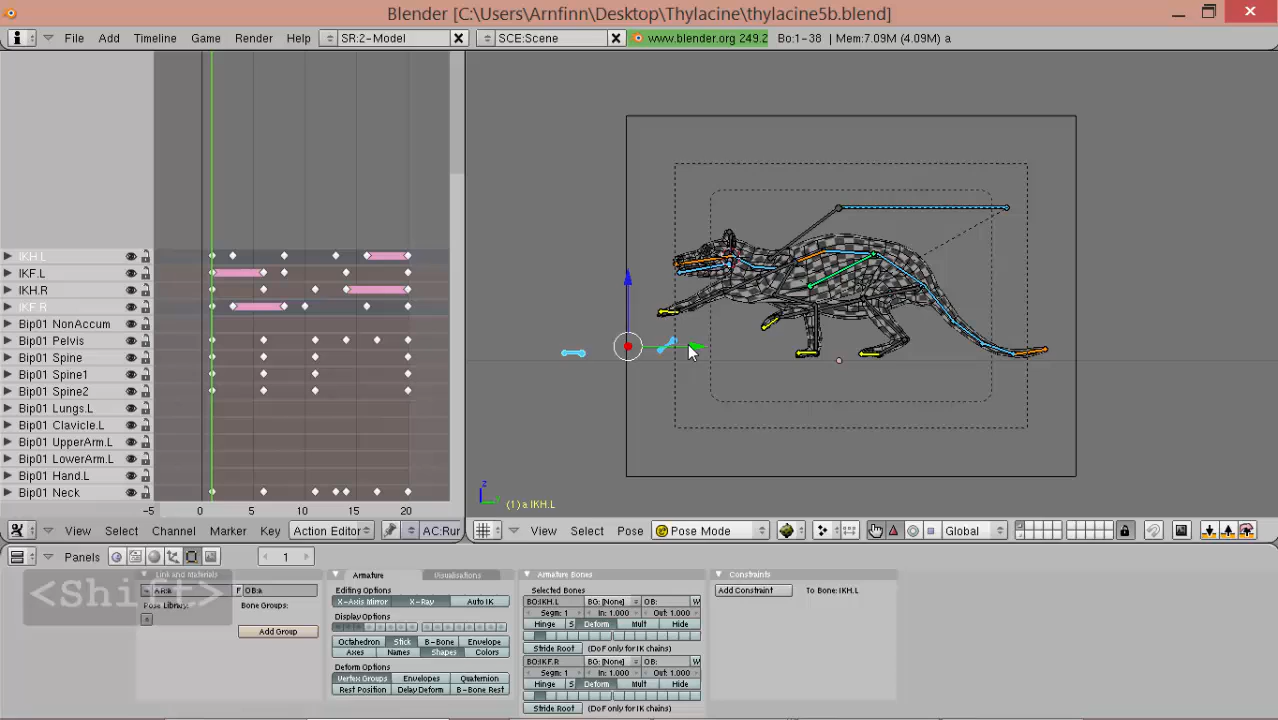 Blender [C:\Users\Arnfinn\Desktop\Thylacine\thylacine5b.blend]
File Add Timeline Game Render Help SR:2-Model SCE:Scene www.blender.org 249.2 Bo:1-38 | Mem:7.09M (4.09M) a
IKH.L
IKF.L
IKH.R
IKF.R
Bip01 NonAccum
Bip01 Pelvis
Bip01 Spine
Bip01 Spine1
Bip01 Spine2
Bip01 Lungs.L
Bip01 Clavicle.L
Bip01 UpperArm.L
Bip01 LowerArm.L
Bip01 Hand.L
Bip01 Neck
-5 0 5 10 15 20
z
(1) a IKH.L
View Select Channel Marker Key Action Editor AC:Run View Select Pose Pose Mode Global
Panels 1
Link and Materials Armature Visualisations Armature Bones Constraints
F OB:a
Pose Library: Bone Groups:
Add Group
<Shift>
Editing Options
X-Axis Mirror X-Ray Auto IK
Display Options
Octahedron Stick B-Bone Envelope
Axes Names Shapes Colors
Deform Options
Vertex Groups Envelopes Quaternion
Rest Position Delay Deform B-Bone Rest
Selected Bones
BO:IKH.L BG: [None] OB: W
Segm: 1 In: 1.000 Out: 1.000
Hinge S Deform Mult Hide
Stride Root (DoF only for IK chains)
BO:IKF.R BG: [None] OB: W
Segm: 1 In: 1.000 Out: 1.000
Hinge S Deform Mult Hide
Stride Root (DoF only for IK chains)
Add Constraint To Bone: IKH.L